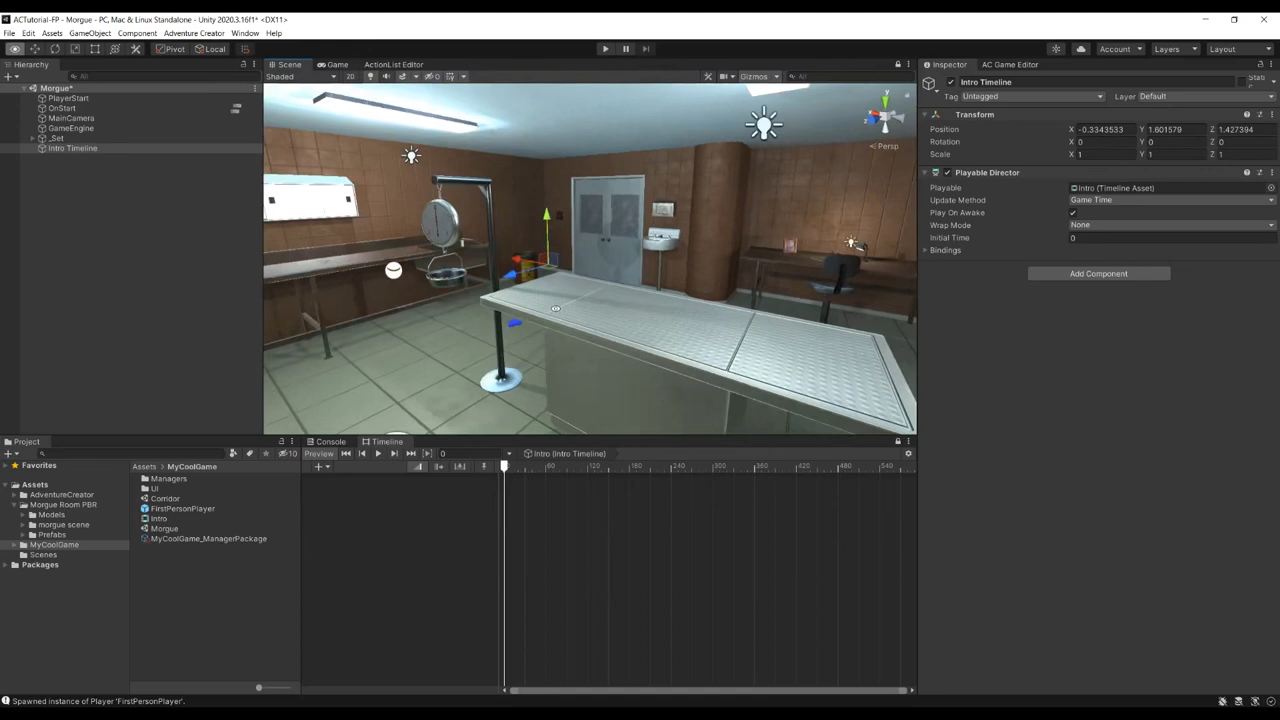 ACTutorial-FP - Morgue - PC, Mac & Linux Standalone - Unity 2020.3.16f1* <DX11>
File Edit Assets GameObject Component Adventure Creator Window Help
Pivot Local Account Layers Layout
Hierarchy
All
Morgue*
PlayerStart
OnStart
MainCamera
GameEngine
_Set
Intro Timeline
Scene Game ActionList Editor
Shaded 2D 0 Gizmos All
y
z
Persp
Inspector AC Game Editor
Intro Timeline
Tag Untagged Layer Default
Transform
Position X -0.3343533 Y 1.601579 Z 1.427394
Rotation X 0 Y 0 Z 0
Scale X 1 Y 1 Z 1
Playable Director
Playable Intro (Timeline Asset)
Update Method Game Time
Play On Awake
Wrap Mode None
Initial Time 0
Bindings
Add Component
Project
10
Favorites
Assets
AdventureCreator
Morgue Room PBR
Models
morgue scene
Prefabs
MyCoolGame
Scenes
Packages
Assets > MyCoolGame
Managers
UI
Corridor
FirstPersonPlayer
Intro
Morgue
MyCoolGame_ManagerPackage
Console Timeline
Preview 0 Intro (Intro Timeline)
60 120 180 240 300 360 420 480 540
Spawned instance of Player 'FirstPersonPlayer'.